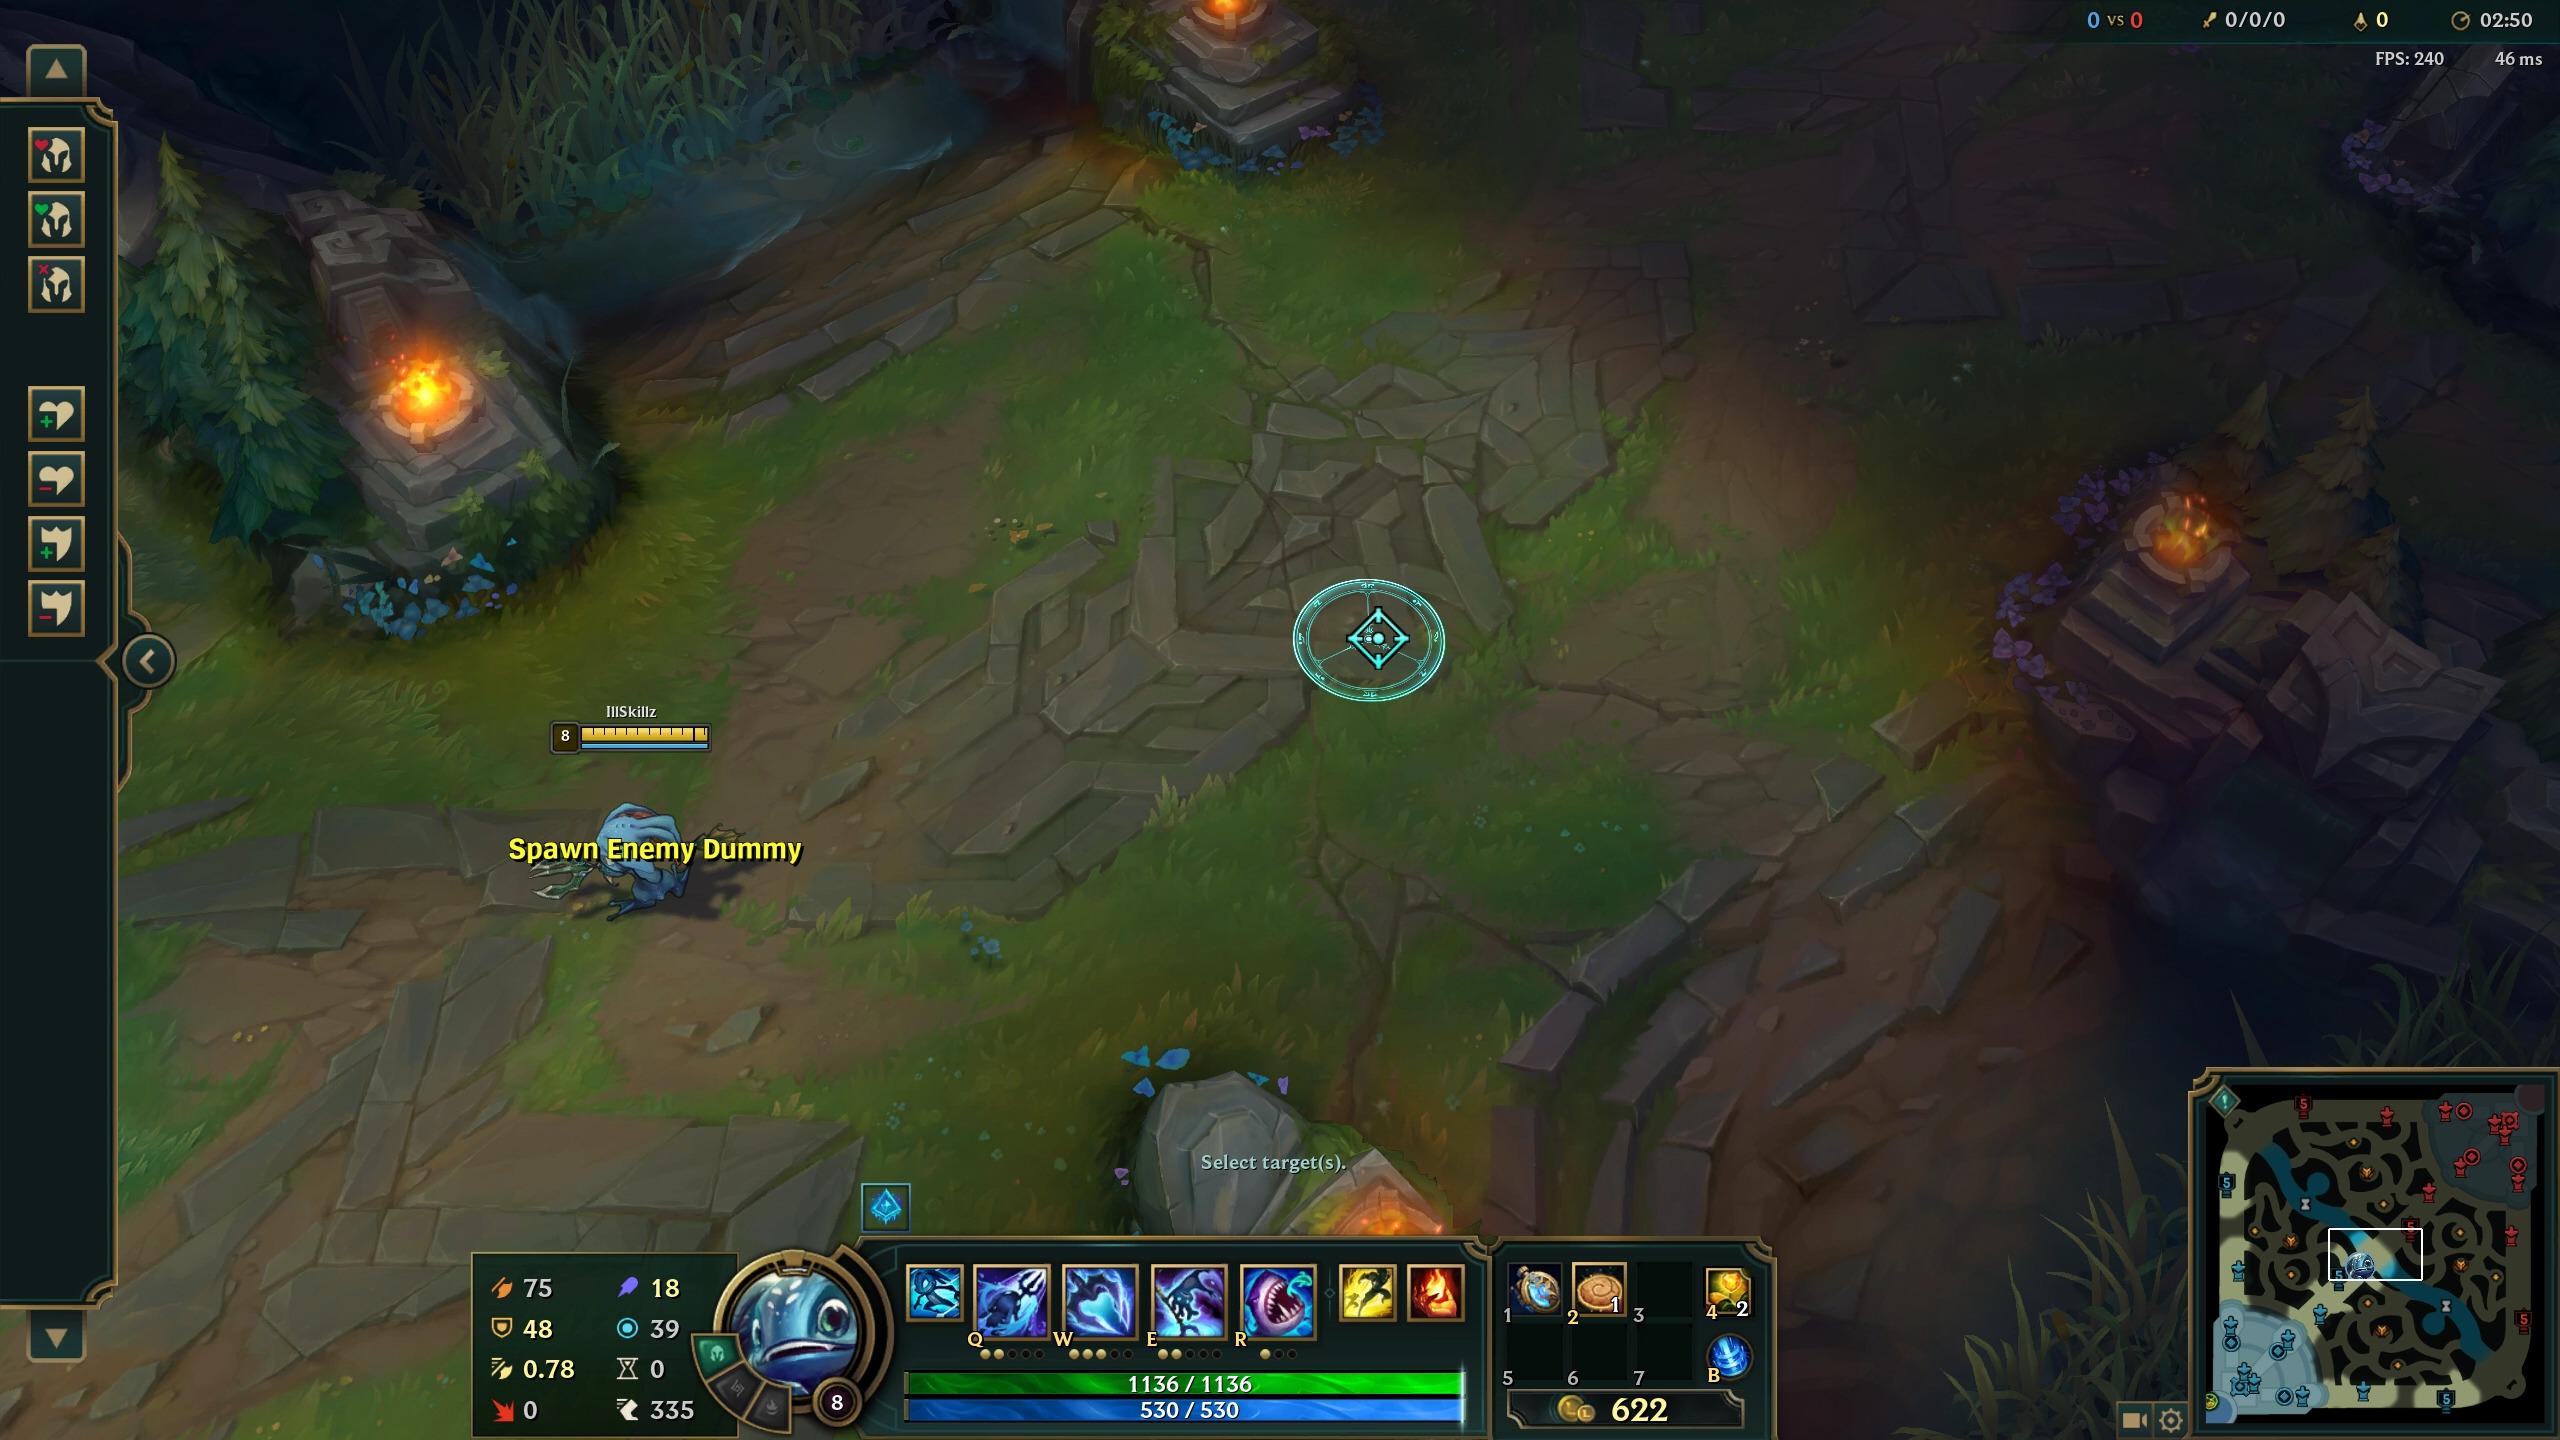 0 vs 0 0/0/0 0 02:50
FPS: 240 46 ms
IllSkillz
8
Spawn Enemy Dummy
Select target(s).
75 18
48 39
0.78 0
0 335
8
Q W E R
1136 / 1136
530 / 530
1 2 1 3 4 2
5 6 7 B
622
5
5
5
5
5
5